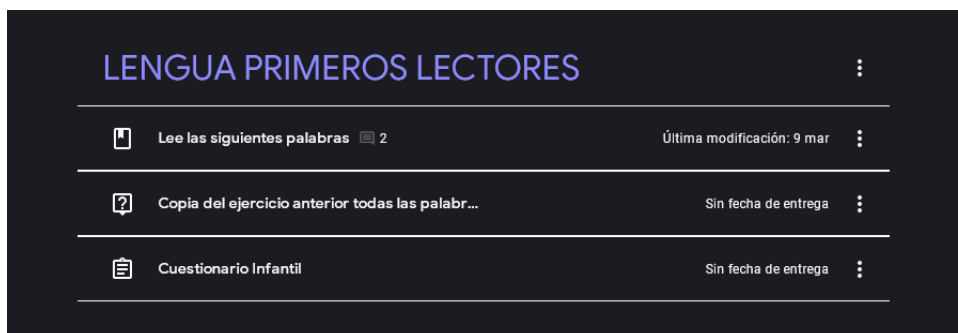 LENGUA PRIMEROS LECTORES
Lee las siguientes palabras 2 Última modificación: 9 mar
Copia del ejercicio anterior todas las palabr... Sin fecha de entrega
Cuestionario Infantil Sin fecha de entrega